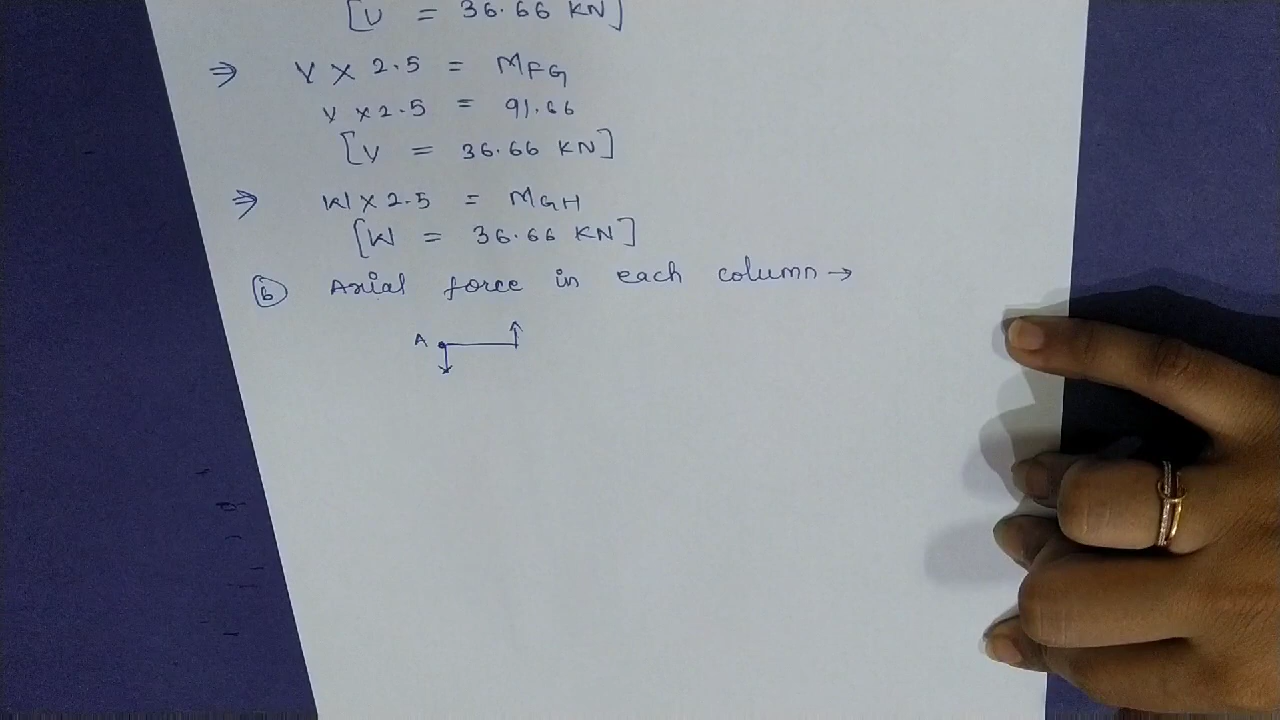 [U = 36.66 KN]
⇒ V × 2.5 = MFG
V × 2.5 = 91.66
[V = 36.66 KN]
⇒ W × 2.5 = MGH
[W = 36.66 KN]
(b) Axial force in each column →
A